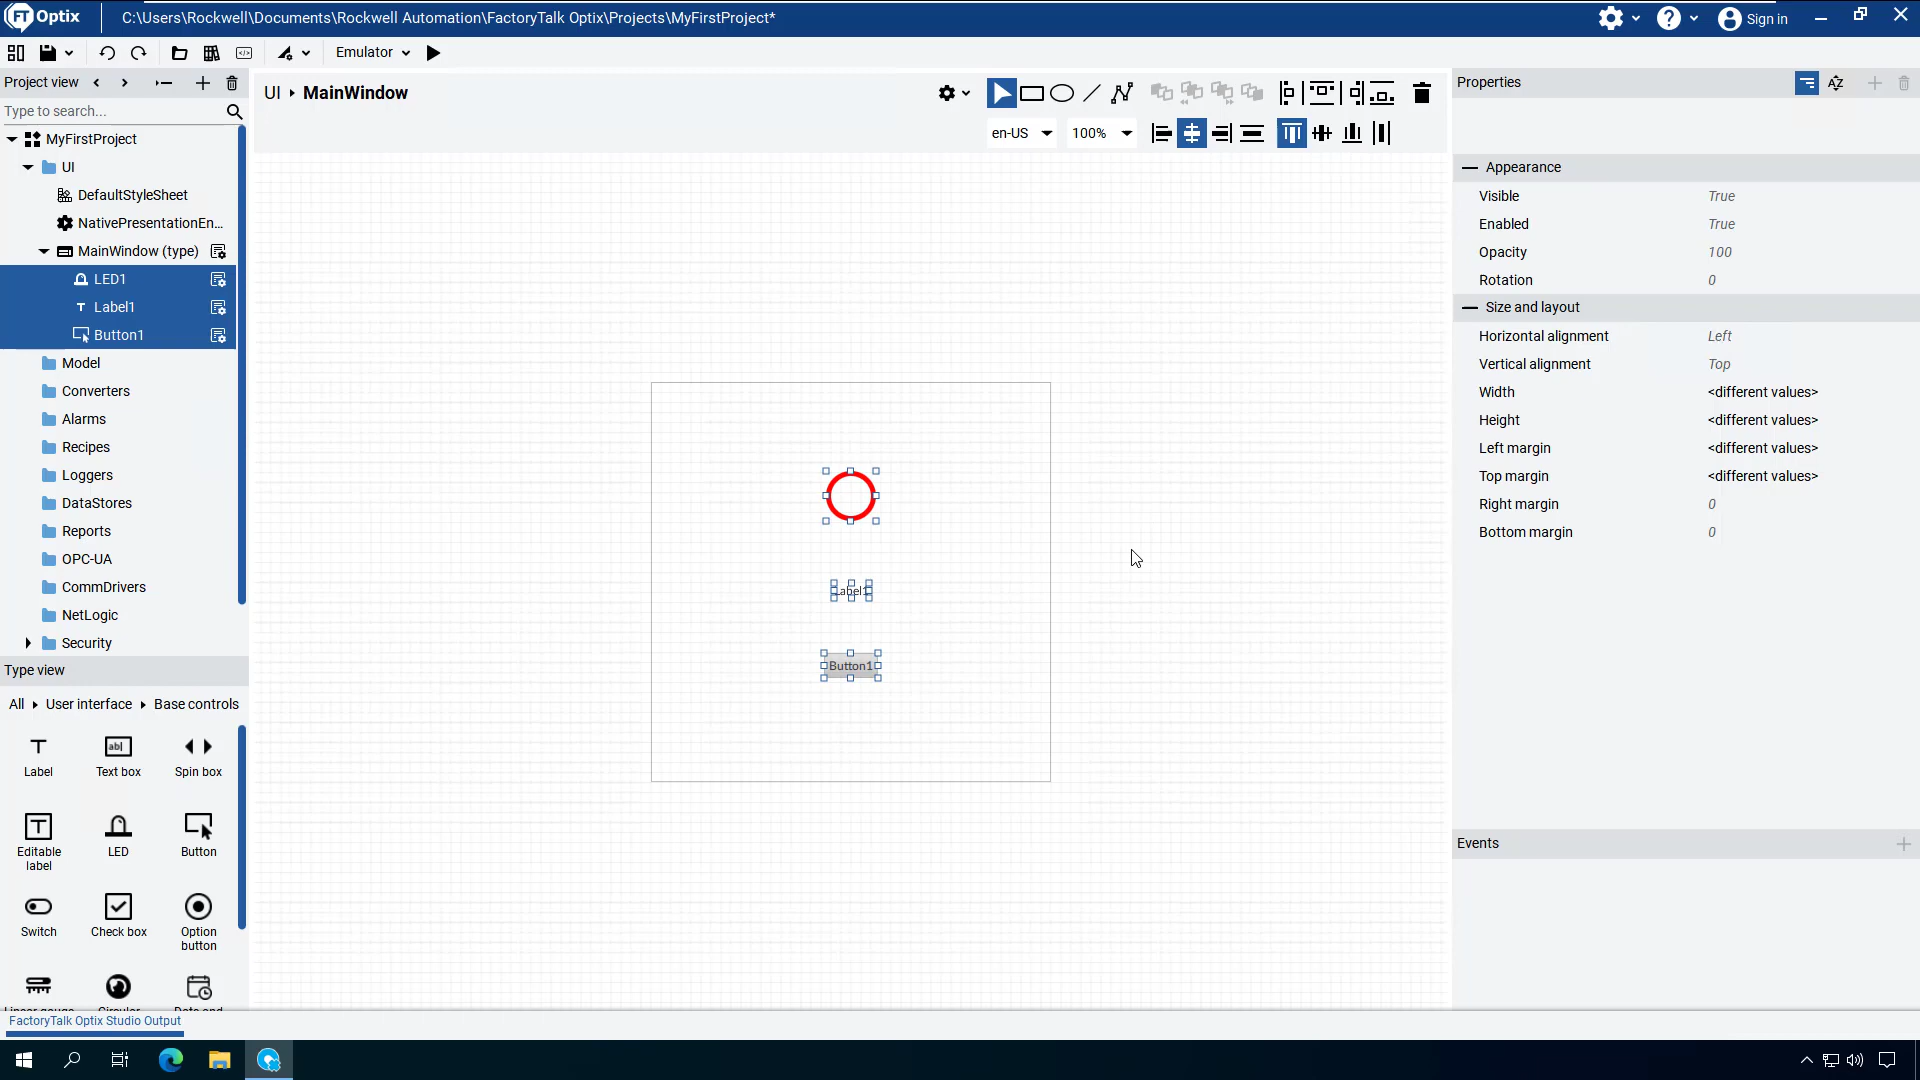 FT Optix
C:\Users\Rockwell\Documents\Rockwell Automation\FactoryTalk Optix\Projects\MyFirstProject*
Sign in
Emulator
Project view
Type to search...
MyFirstProject
UI
DefaultStyleSheet
NativePresentationEn...
MainWindow (type)
LED1
Label1
Button1
Model
Converters
Alarms
Recipes
Loggers
DataStores
Reports
OPC-UA
CommDrivers
NetLogic
Security
Type view
All
User interface
Base controls
Label
Text box
Spin box
Editable label
LED
Button
Switch
Check box
Option button
UI
MainWindow
en-US
100%
Label1
Button1
Properties
Appearance
Visible True
Enabled True
Opacity 100
Rotation 0
Size and layout
Horizontal alignment Left
Vertical alignment Top
Width <different values>
Height <different values>
Left margin <different values>
Top margin <different values>
Right margin 0
Bottom margin 0
Events
FactoryTalk Optix Studio Output